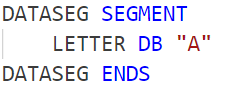 DATASEG SEGMENT
    LETTER DB "A"
DATASEG ENDS